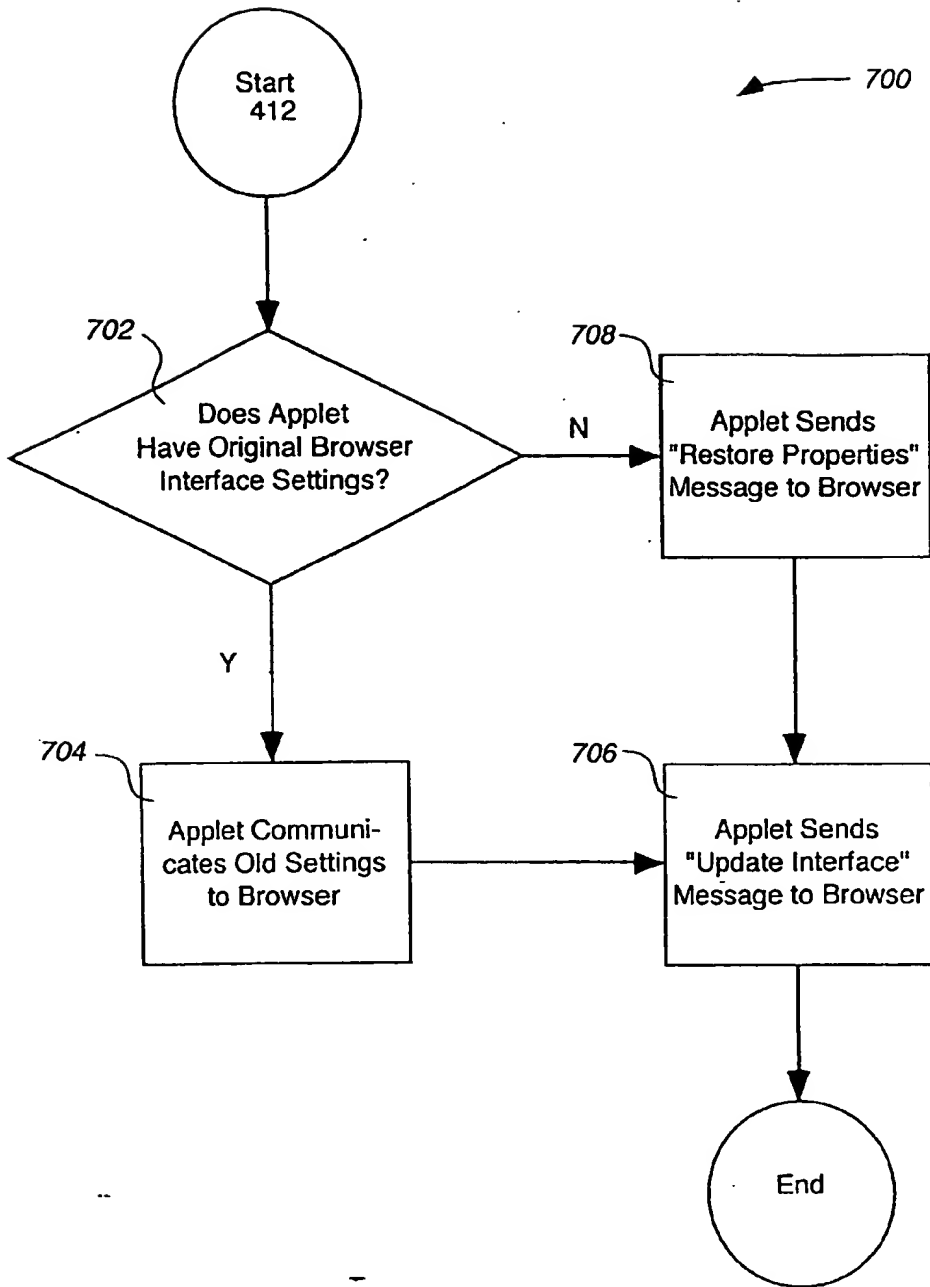 Start
412
700
702
Does Applet
Have Original Browser
Interface Settings?
N
708
Applet Sends
"Restore Properties"
Message to Browser
Y
704
Applet Communi-
cates Old Settings
to Browser
706
Applet Sends
"Update Interface"
Message to Browser
End